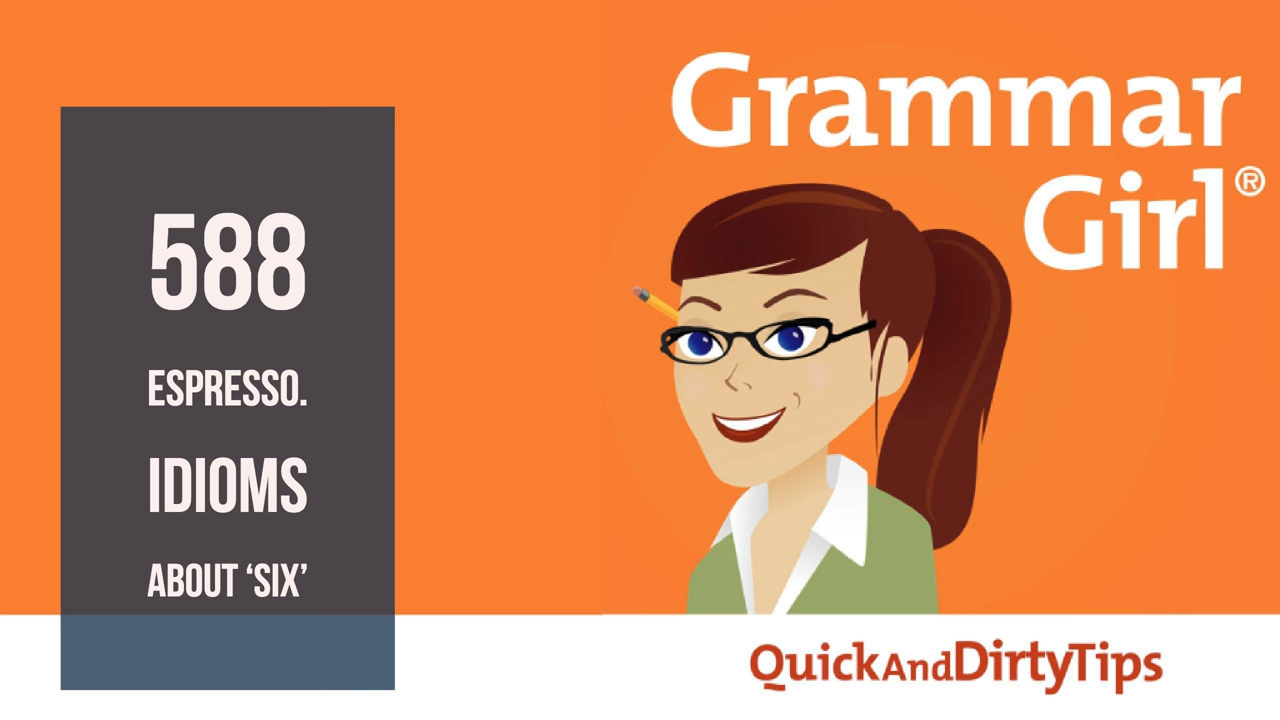 588
ESPRESSO.
IDIOMS
ABOUT ‘SIX’
Grammar
Girl®
QuickAndDirtyTips